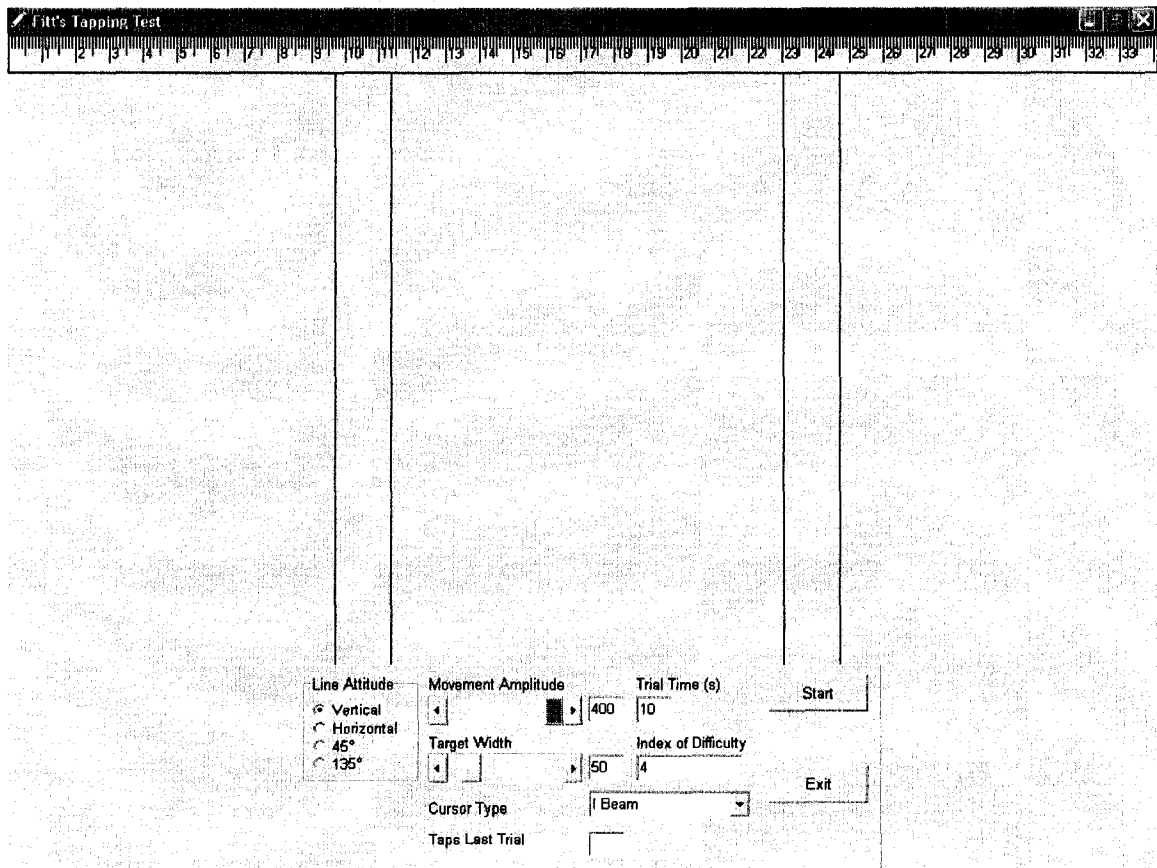 Fitt's Tapping Test
1 2 3 4 5 6 7 8 9 10 11 12 13 14 15 16 17 18 19 20 21 22 23 24 25 26 27 28 29 30 31 32 33
Line Attitude Movement Amplitude Trial Time (s) Start
Vertical 400 10
Horizontal
45° Target Width Index of Difficulty
135° 50 4
Exit
Cursor Type I Beam
Taps Last Trial